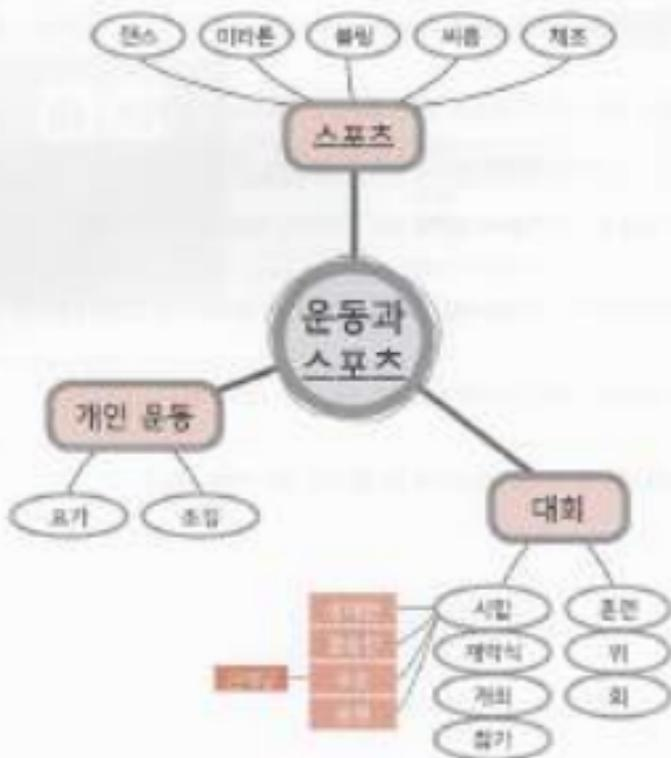 댄스 마라톤 볼링 씨름 체조
스포츠
운동과
스포츠
개인 운동
요가 조깅
대회
시합 훈련
폐막식 위
개최 회
참가